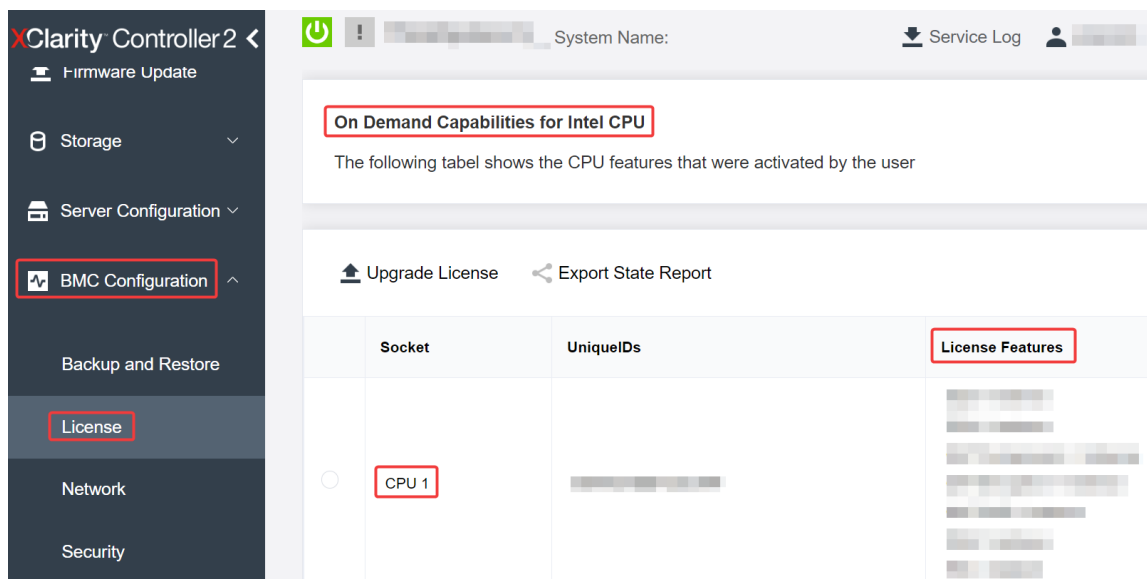 XClarity Controller 2
System Name:
Service Log
Firmware Update
On Demand Capabilities for Intel CPU
Storage
The following tabel shows the CPU features that were activated by the user
Server Configuration
BMC Configuration
Upgrade License
Export State Report
Socket
UniqueIDs
License Features
Backup and Restore
License
CPU 1
Network
Security